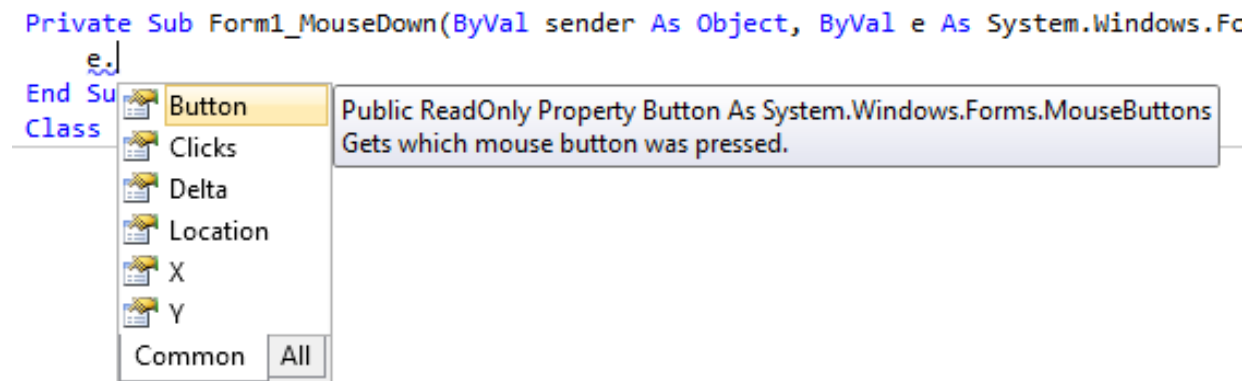 Private Sub Form1_MouseDown(ByVal sender As Object, ByVal e As System.Windows.Fo
e.
End Su
Class
Button
Public ReadOnly Property Button As System.Windows.Forms.MouseButtons
Gets which mouse button was pressed.
Clicks
Delta
Location
X
Y
Common All